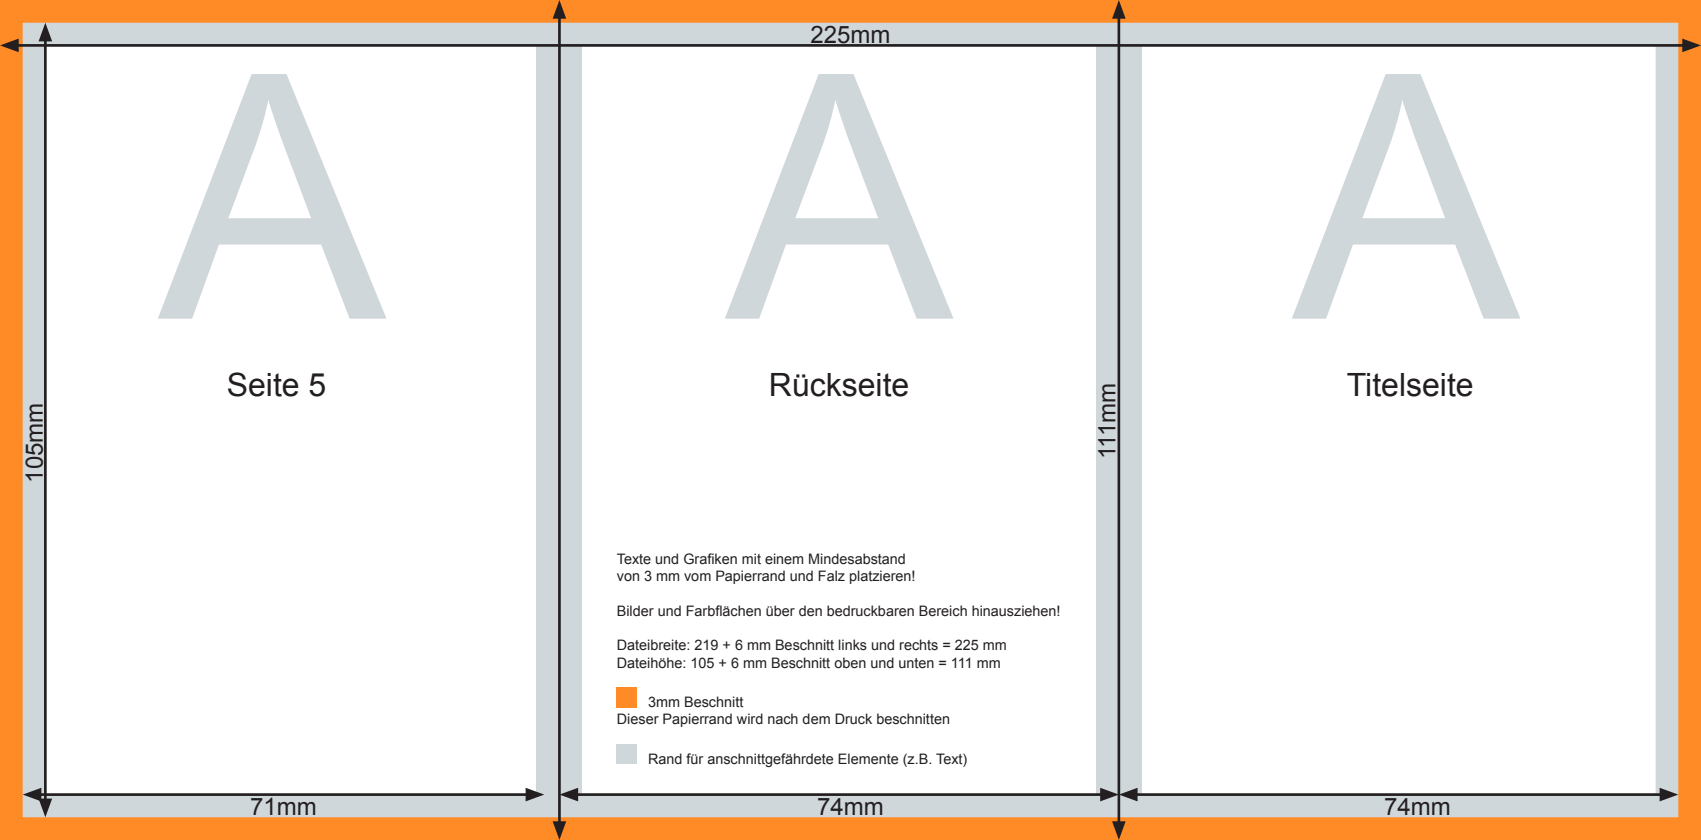 225mm
A
A
A
Seite 5
Rückseite
Titelseite
105mm
111mm
Texte und Grafiken mit einem Mindesabstand
von 3 mm vom Papierrand und Falz platzieren!
Bilder und Farbflächen über den bedruckbaren Bereich hinausziehen!
Dateibreite: 219 + 6 mm Beschnitt links und rechts = 225 mm
Dateihöhe: 105 + 6 mm Beschnitt oben und unten = 111 mm
3mm Beschnitt
Dieser Papierrand wird nach dem Druck beschnitten
Rand für anschnittgefährdete Elemente (z.B. Text)
71mm
74mm
74mm